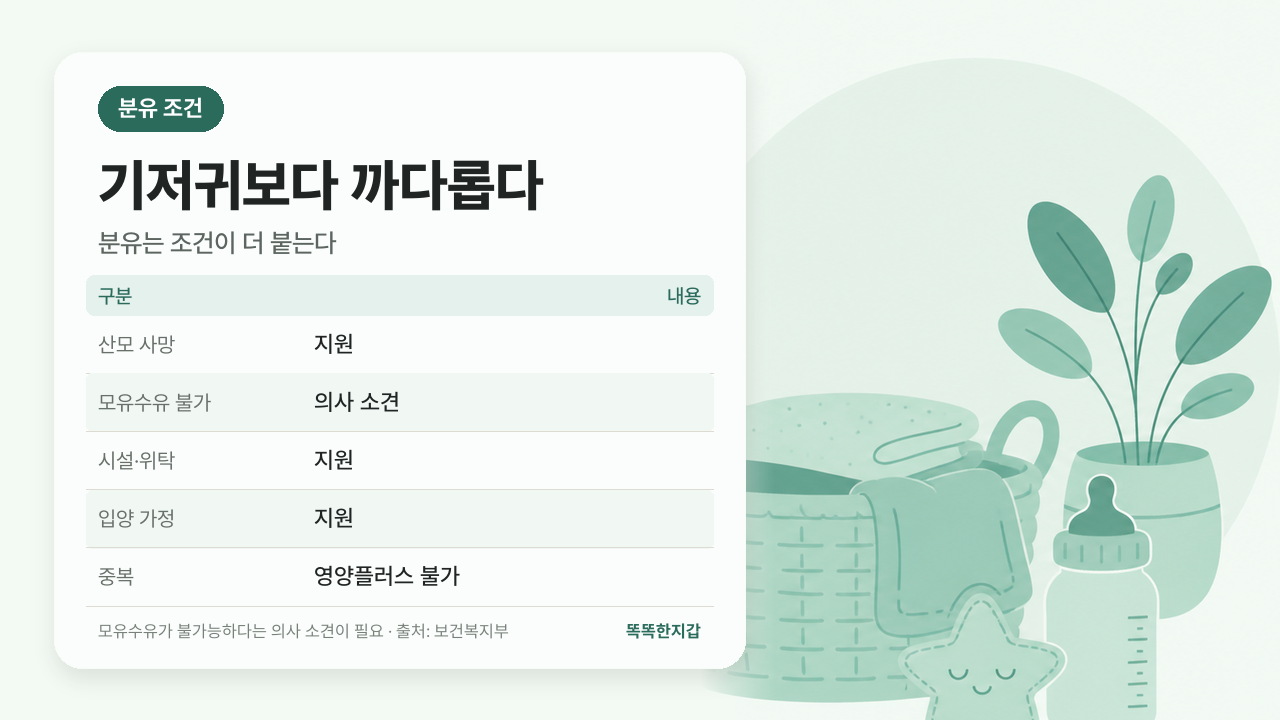 분유 조건
기저귀보다 까다롭다
분유는 조건이 더 붙는다
구분 내용
산모 사망 지원
모유수유 불가 의사 소견
시설·위탁 지원
입양 가정 지원
중복 영양플러스 불가
모유수유가 불가능하다는 의사 소견이 필요 · 출처: 보건복지부 똑똑한지갑